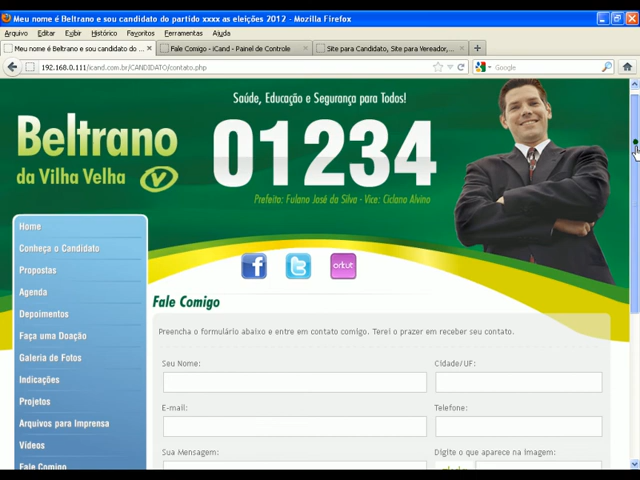 Meu nome é Beltrano e sou candidato do partido xxxx as eleições 2012 - Mozilla Firefox
Arquivo Editar Exibir Histórico Favoritos Ferramentas Ajuda
Meu nome é Beltrano e sou candidato do ...
Fale Comigo - iCand - Painel de Controle
Site para Candidato, Site para Vereador,...
192.168.0.111/icand.com.br/CANDIDATO/contato.php
Google
Saúde, Educação e Segurança para Todos!
Beltrano
da Vilha Velha
01234
Prefeito: Fulano José da Silva - Vice: Ciclano Alvino
Home
Conheça o Candidato
Propostas
Agenda
Depoimentos
Faça uma Doação
Galeria de Fotos
Indicações
Projetos
Arquivos para Imprensa
Vídeos
Fale Comigo
f
t
orkut
Fale Comigo
Preencha o formulário abaixo e entre em contato comigo. Terei o prazer em receber seu contato.
Seu Nome:
Cidade/UF:
E-mail:
Telefone:
Sua Mensagem:
Digite o que aparece na imagem: